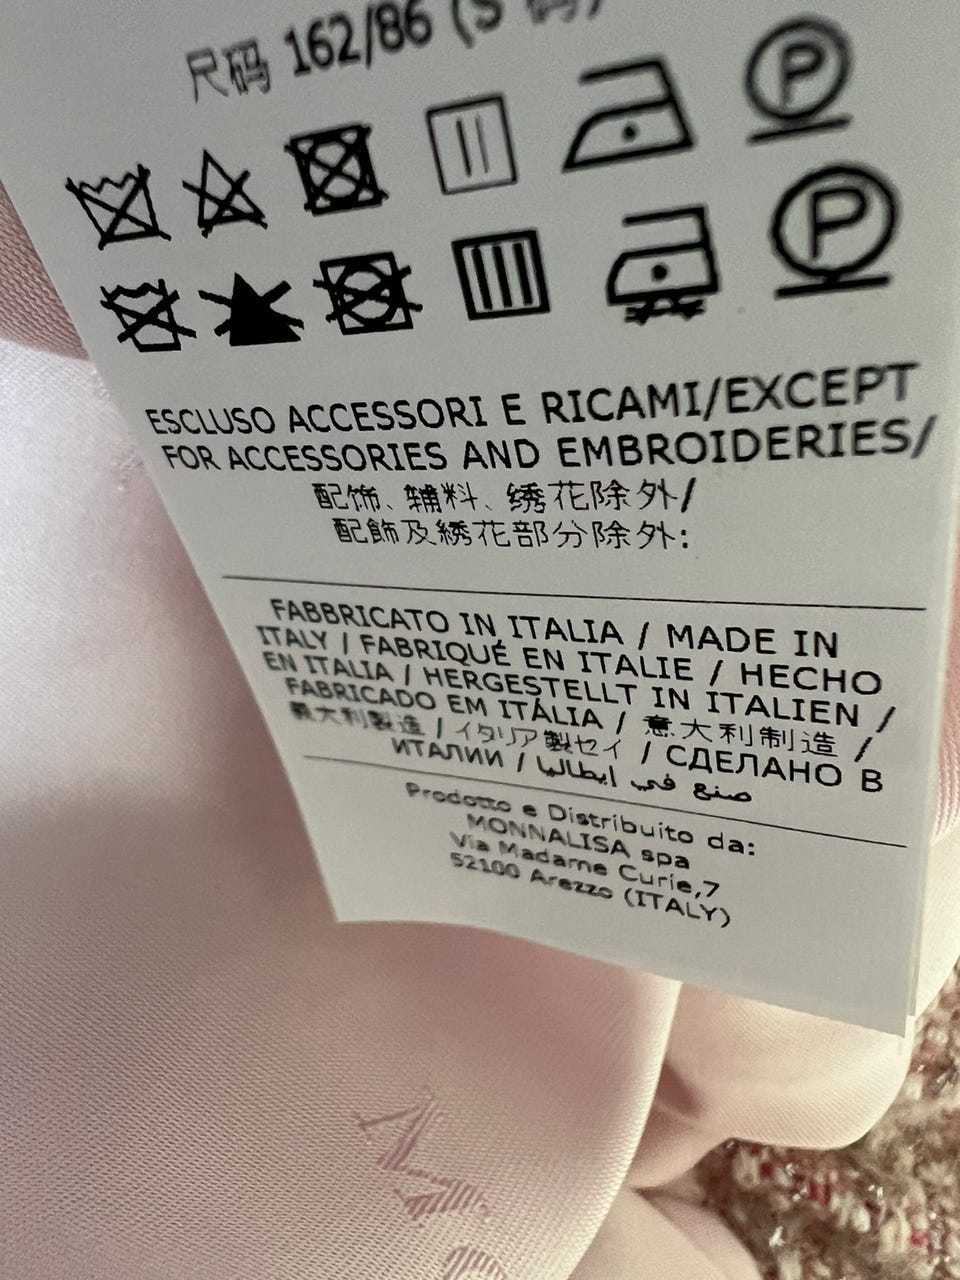 尺码 162/86 (S 码)
P
P
ESCLUSO ACCESSORI E RICAMI/EXCEPT
FOR ACCESSORIES AND EMBROIDERIES/
配饰、辅料、绣花除外/
配飾及綉花部分除外:
FABBRICATO IN ITALIA / MADE IN
ITALY / FABRIQUÉ EN ITALIE / HECHO
EN ITALIA / HERGESTELLT IN ITALIEN /
FABRICADO EM ITÁLIA / 意大利制造 /
義大利製造 / イタリア製セイ / СДЕЛАНО В
ИТАЛИИ / صنع في ايطاليا
Prodotto e Distribuito da:
MONNALISA spa
Via Madame Curie,7
52100 Arezzo (ITALY)